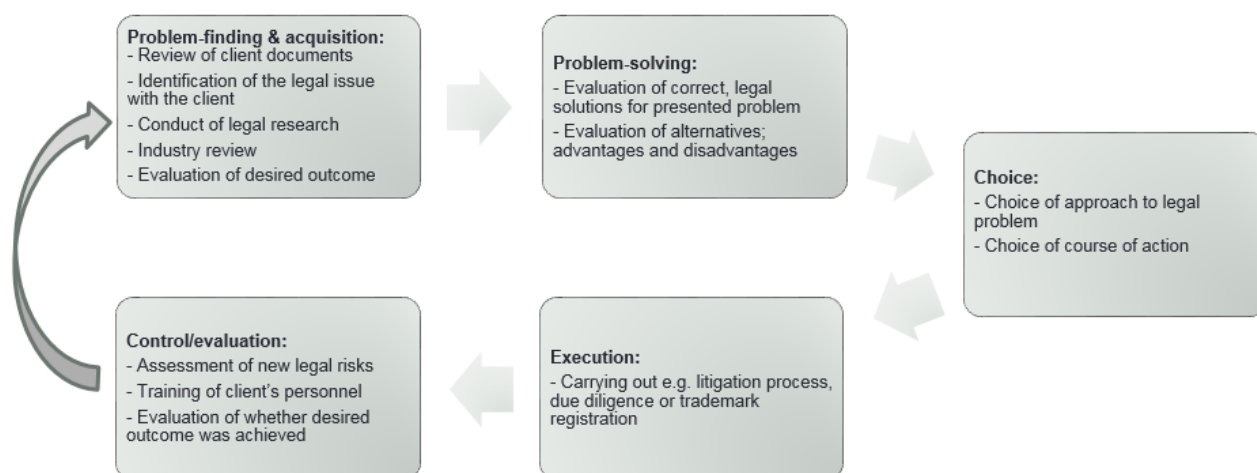 Problem-finding & acquisition:
- Review of client documents
- Identification of the legal issue
with the client
- Conduct of legal research
- Industry review
- Evaluation of desired outcome
Problem-solving:
- Evaluation of correct, legal
solutions for presented problem
- Evaluation of alternatives;
advantages and disadvantages
Choice:
- Choice of approach to legal
problem
- Choice of course of action
Execution:
- Carrying out e.g. litigation process,
due diligence or trademark
registration
Control/evaluation:
- Assessment of new legal risks
- Training of client's personnel
- Evaluation of whether desired
outcome was achieved